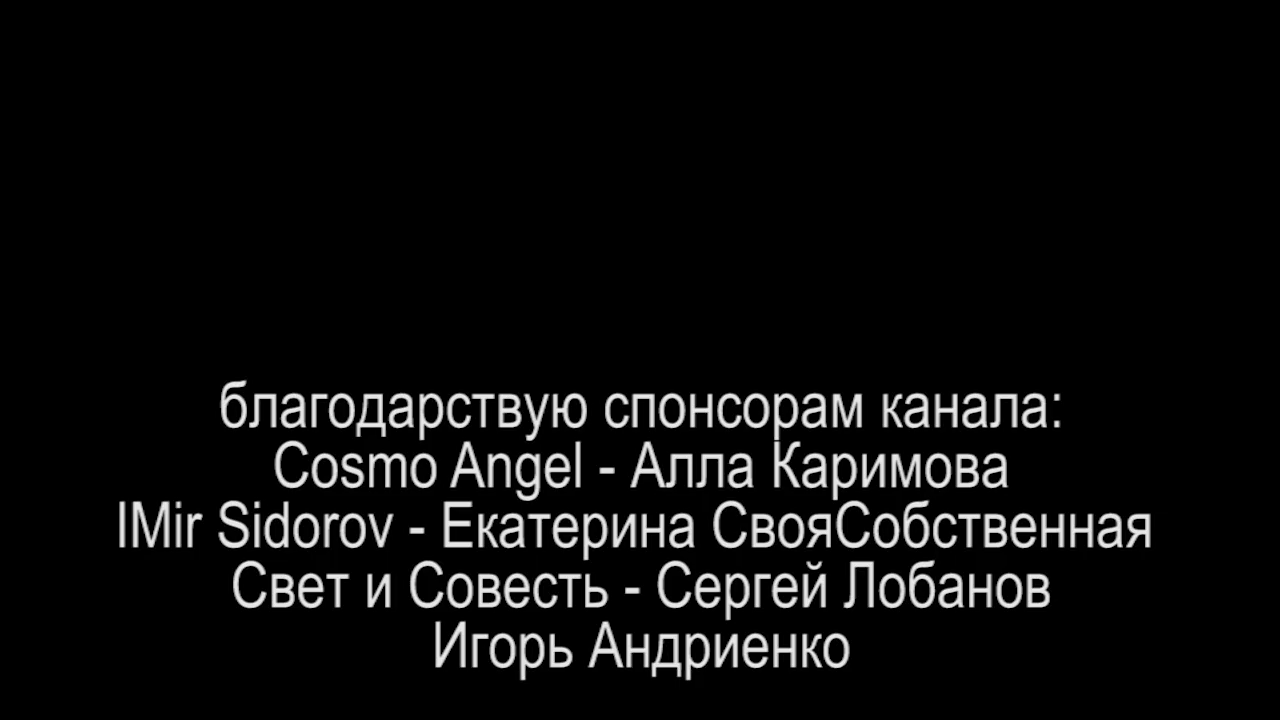 благодарствую спонсорам канала:
Cosmo Angel - Алла Каримова
IMir Sidorov - Екатерина СвояСобственная
Свет и Совесть - Сергей Лобанов
Игорь Андриенко